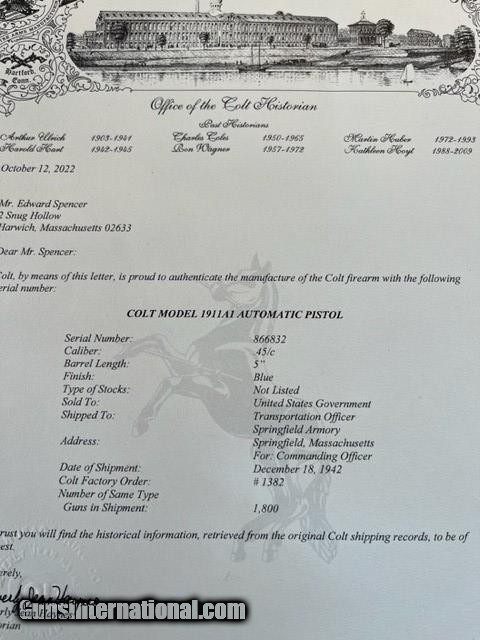 Hartford,
Conn.
Office of the Colt Historian
Past Historians
Arthur Ulrich 1903-1941 Charles Coles 1950-1965 Martin Huber 1972-1993
Harold Hart 1942-1945 Ron Wagner 1957-1972 Kathleen Hoyt 1988-2009
October 12, 2022
Mr. Edward Spencer
2 Snug Hollow
Harwich, Massachusetts 02633
Dear Mr. Spencer:
Colt, by means of this letter, is proud to authenticate the manufacture of the Colt firearm with the following
erial number:
COLT MODEL 1911A1 AUTOMATIC PISTOL
Serial Number: 866832
Caliber: .45/c
Barrel Length: 5"
Finish: Blue
Type of Stocks: Not Listed
Sold To: United States Government
Shipped To: Transportation Officer
Springfield Armory
Address: Springfield, Massachusetts
For: Commanding Officer
Date of Shipment: December 18, 1942
Colt Factory Order: # 1382
Number of Same Type
Guns in Shipment: 1,800
trust you will find the historical information, retrieved from the original Colt shipping records, to be of
est.
erely,
GunsInternational.com
orian